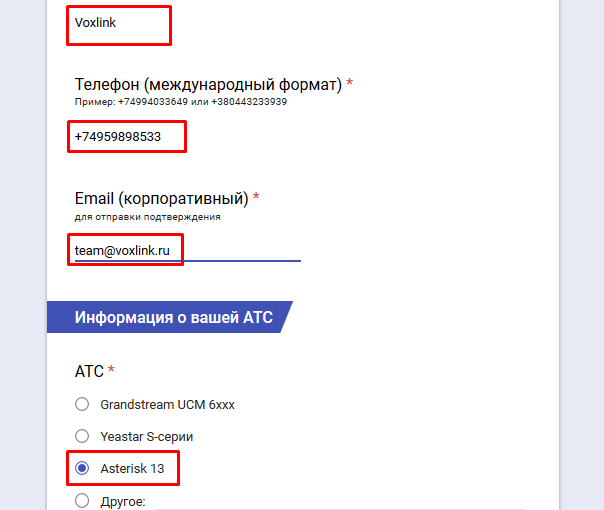 Voxlink
Телефон (международный формат) *
Пример: +74994033649 или +380443233939
+74959898533
Email (корпоративный) *
для отправки подтверждения
team@voxlink.ru
Информация о вашей АТС
АТС *
Grandstream UCM 6xxx
Yeastar S-серии
Asterisk 13
Другое: